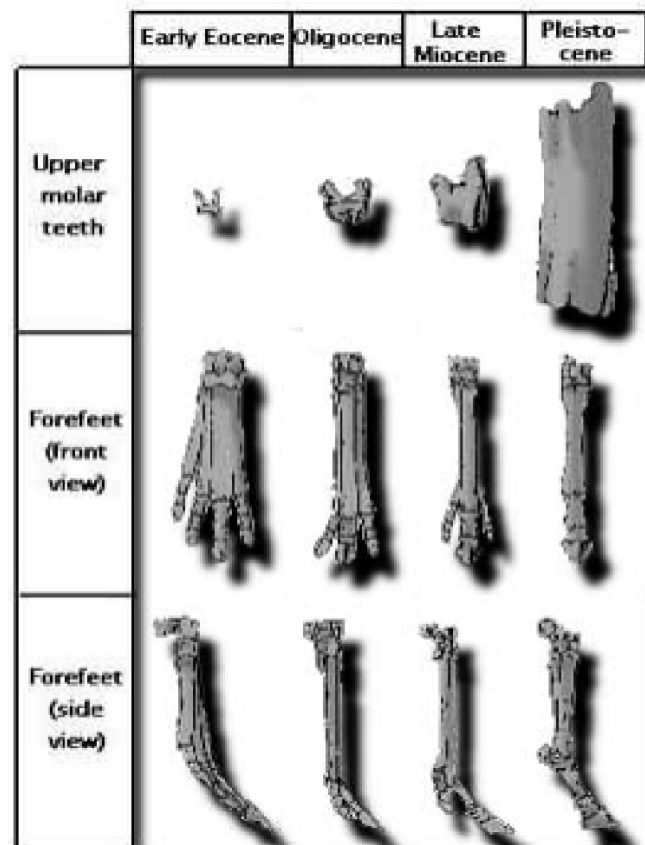 Early Eocene
Oligocene
Late
Miocene
Pleisto-
cene
Upper
molar
teeth
Forefeet
(front
view)
Forefeet
(side
view)